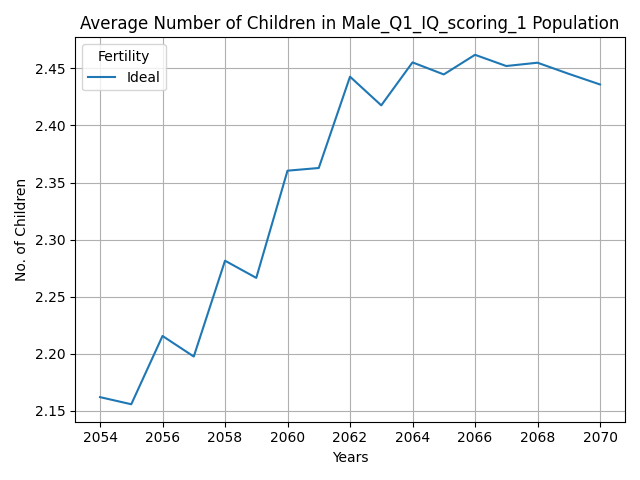 Average Number of Children in Male_Q1_IQ_scoring_1 Population
Fertility
Ideal
No. of Children
2.45
2.40
2.35
2.30
2.25
2.20
2.15
2054 2056 2058 2060 2062 2064 2066 2068 2070
Years